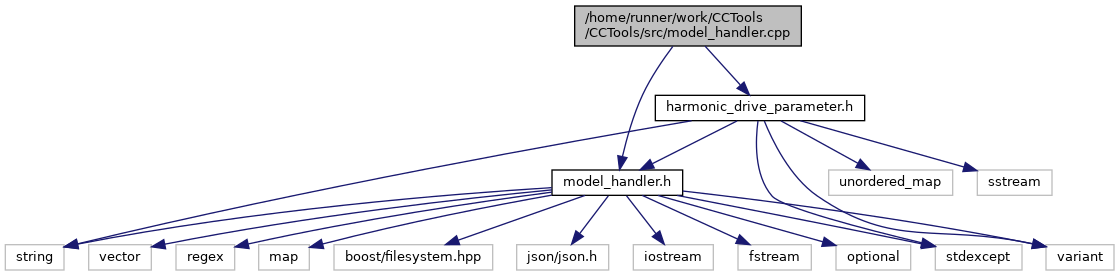 /home/runner/work/CCTools
/CCTools/src/model_handler.cpp
harmonic_drive_parameter.h
model_handler.h
unordered_map
sstream
string
vector
regex
map
boost/filesystem.hpp
json/json.h
iostream
fstream
optional
stdexcept
variant